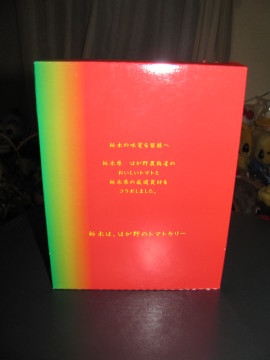 栃木の味覚を皆様へ
栃木県 はが野農協産の
おいしいトマトと
栃木県の厳選食材を
コラボしました。
栃木は、はが野のトマトカリー